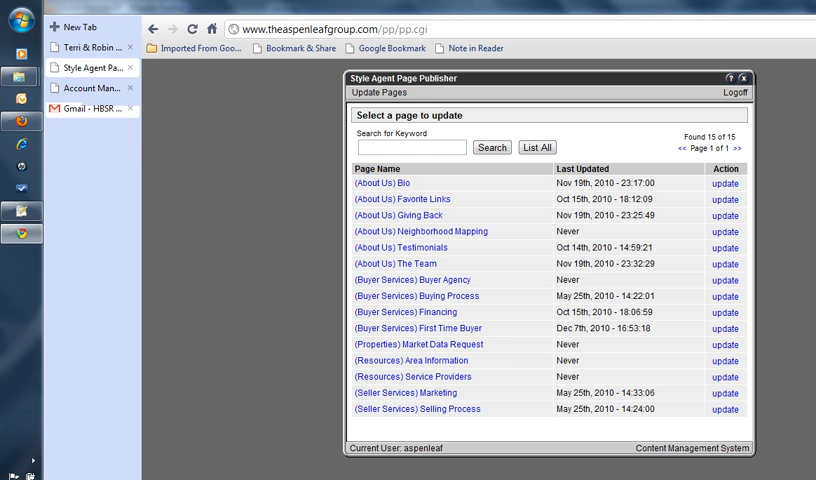 New Tab
Terri & Robin ...
Style Agent Pa...
Account Man...
Gmail - HBSR ...
www.theaspenleafgroup.com/pp/pp.cgi
Imported From Goo... Bookmark & Share Google Bookmark Note in Reader
Style Agent Page Publisher
Update Pages Logoff
Select a page to update
Search for Keyword
Search List All
Found 15 of 15
<< Page 1 of 1 >>
Page Name Last Updated Action
(About Us) Bio Nov 19th, 2010 - 23:17:00 update
(About Us) Favorite Links Oct 15th, 2010 - 18:12:09 update
(About Us) Giving Back Nov 19th, 2010 - 23:25:49 update
(About Us) Neighborhood Mapping Never update
(About Us) Testimonials Oct 14th, 2010 - 14:59:21 update
(About Us) The Team Nov 19th, 2010 - 23:32:29 update
(Buyer Services) Buyer Agency Never update
(Buyer Services) Buying Process May 25th, 2010 - 14:22:01 update
(Buyer Services) Financing Oct 15th, 2010 - 18:06:59 update
(Buyer Services) First Time Buyer Dec 7th, 2010 - 16:53:18 update
(Properties) Market Data Request Never update
(Resources) Area Information Never update
(Resources) Service Providers Never update
(Seller Services) Marketing May 25th, 2010 - 14:33:06 update
(Seller Services) Selling Process May 25th, 2010 - 14:24:00 update
Current User: aspenleaf Content Management System